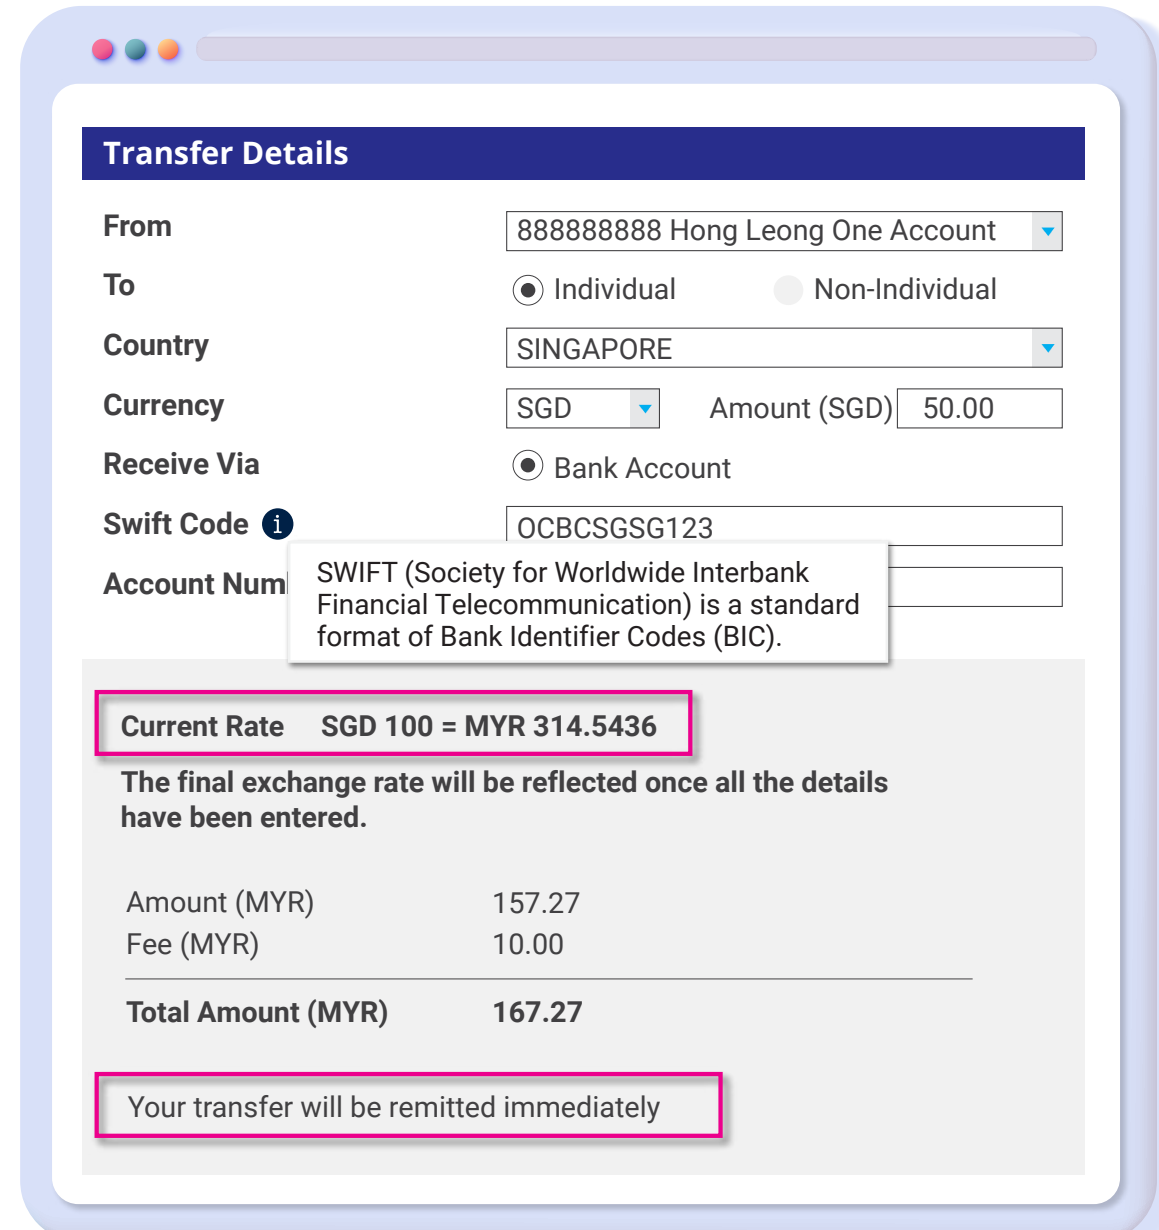 Transfer Details
From 888888888 Hong Leong One Account
To Individual Non-Individual
Country SINGAPORE
Currency SGD Amount (SGD) 50.00
Receive Via Bank Account
Swift Code i OCBCSGSG123
Account Num
SWIFT (Society for Worldwide Interbank
Financial Telecommunication) is a standard
format of Bank Identifier Codes (BIC).
Current Rate SGD 100 = MYR 314.5436
The final exchange rate will be reflected once all the details
have been entered.
Amount (MYR) 157.27
Fee (MYR) 10.00
Total Amount (MYR) 167.27
Your transfer will be remitted immediately